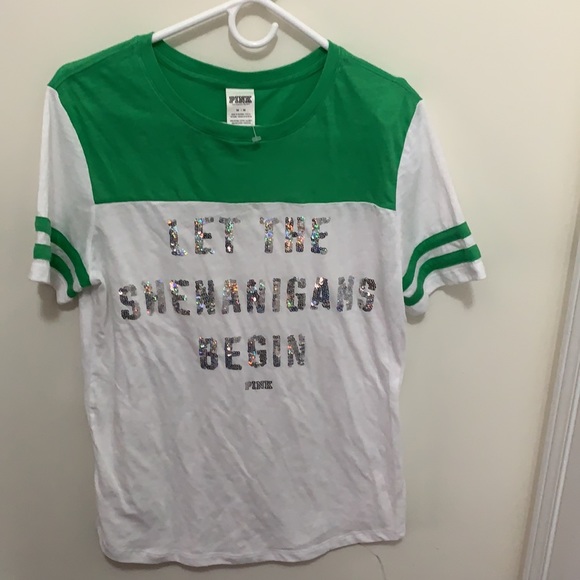 PINK
LET THE
SHENANIGANS
BEGIN
PINK